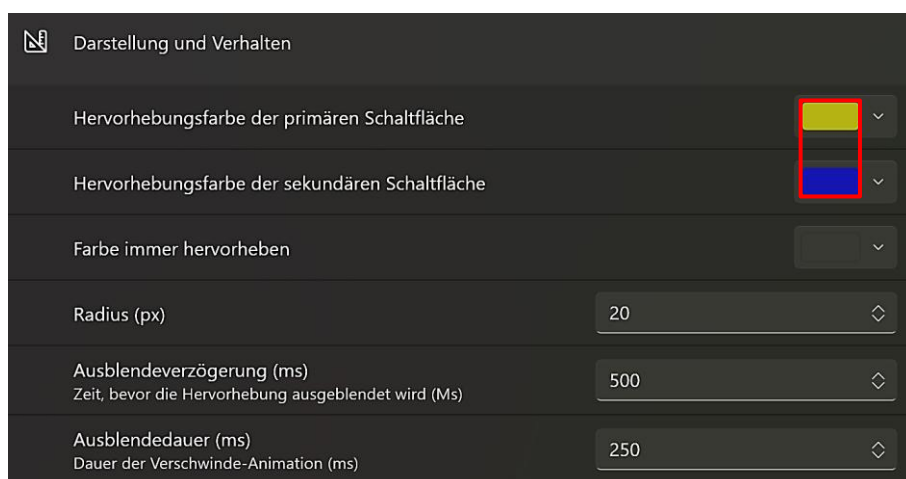 Darstellung und Verhalten
Hervorhebungsfarbe der primären Schaltfläche
Hervorhebungsfarbe der sekundären Schaltfläche
Farbe immer hervorheben
Radius (px) 20
Ausblendeverzögerung (ms)
Zeit, bevor die Hervorhebung ausgeblendet wird (Ms) 500
Ausblendedauer (ms)
Dauer der Verschwinde-Animation (ms) 250